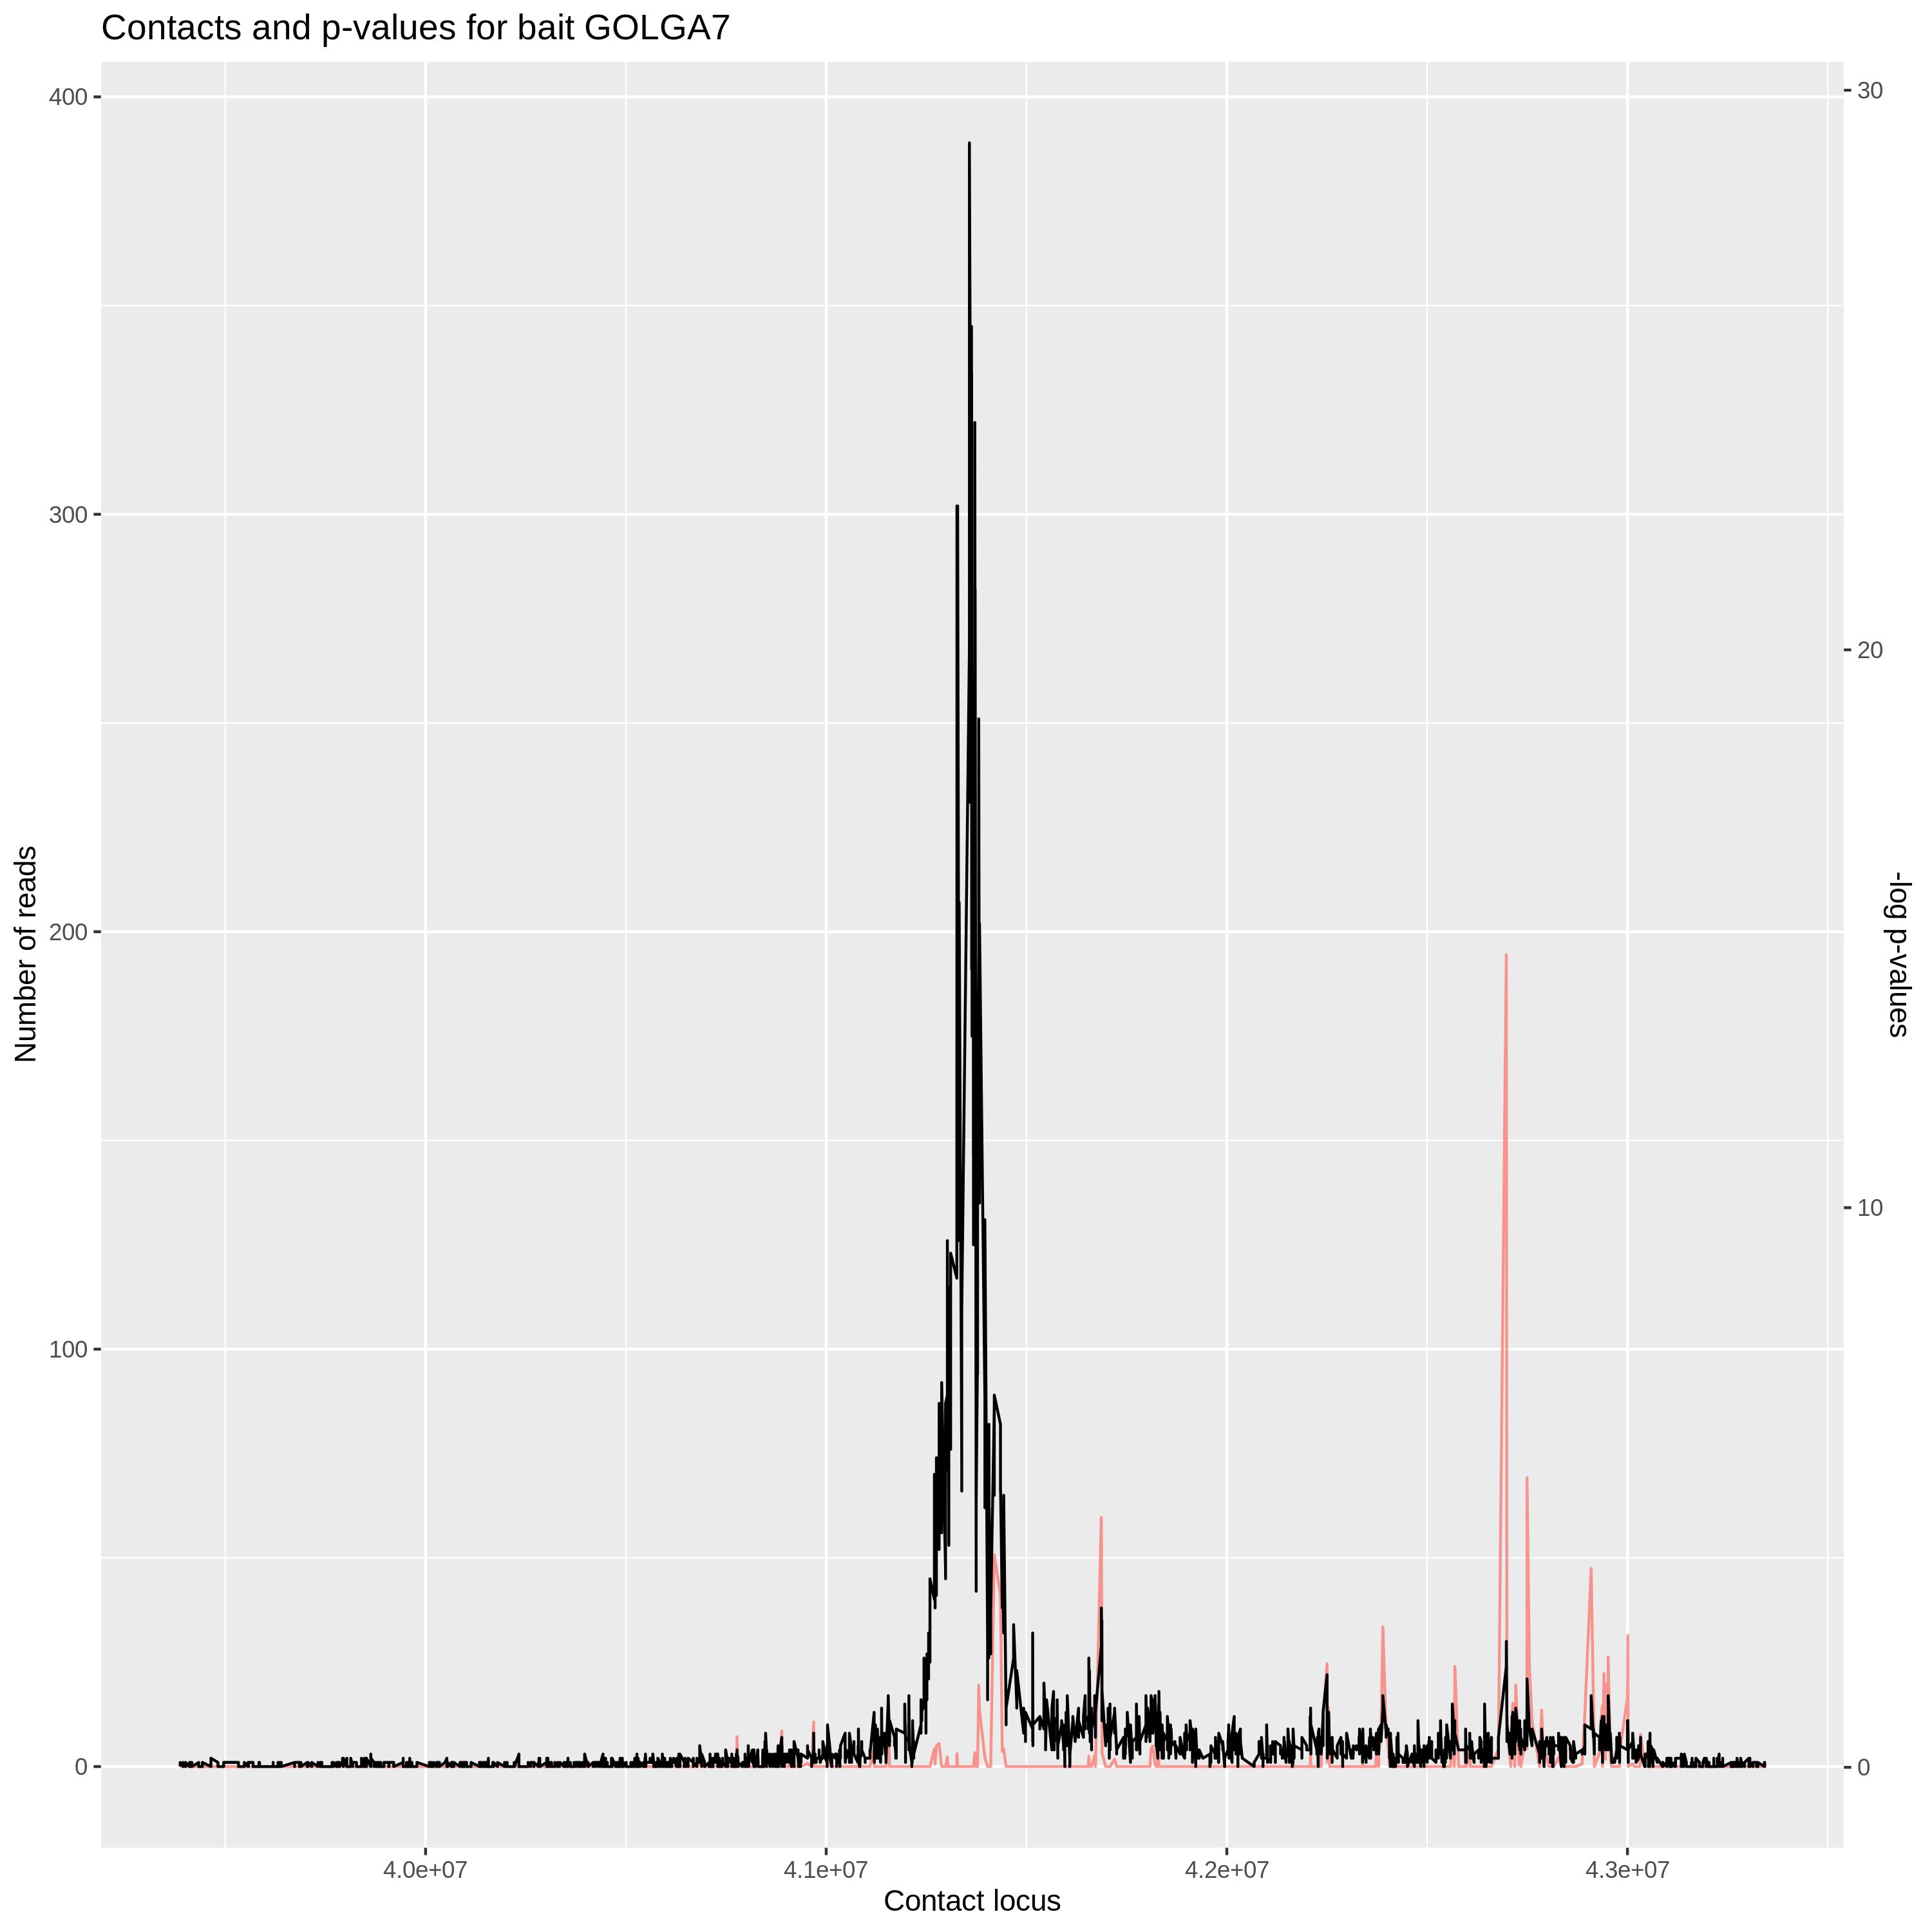 Contacts and p-values for bait GOLGA7
400
300
200
100
0
Number of reads
30
20
10
0
-log p-values
4.0e+07
4.1e+07
4.2e+07
4.3e+07
Contact locus